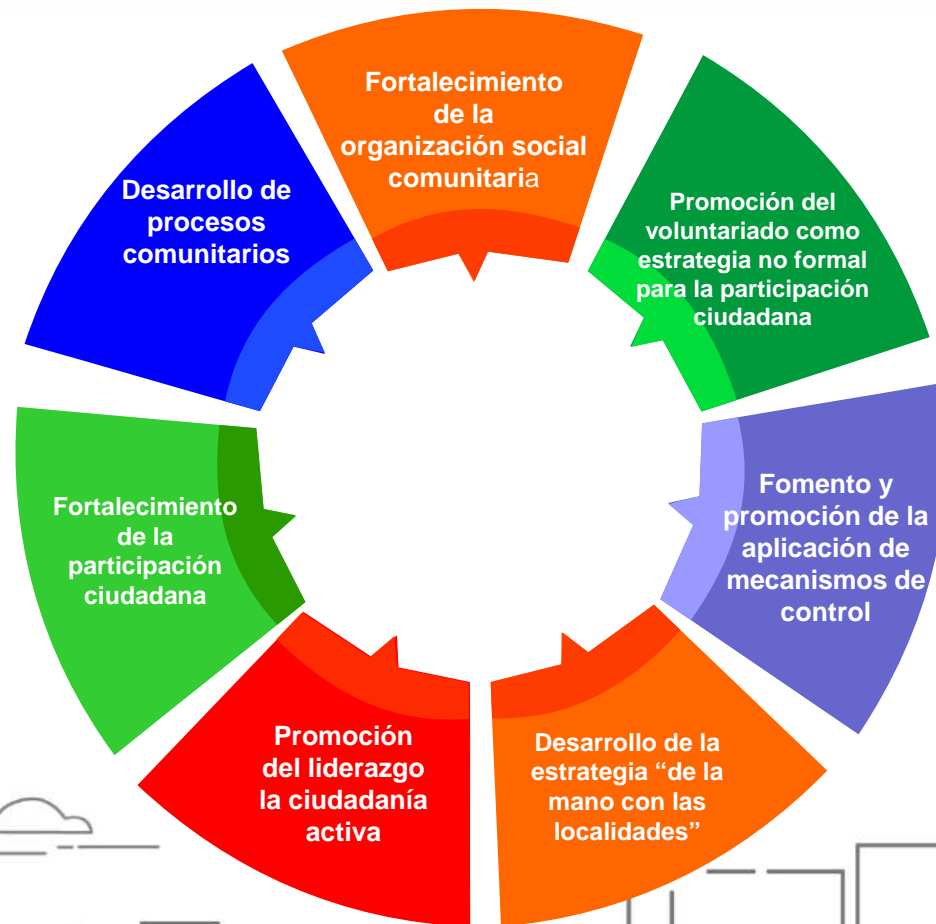 Fortalecimiento
de la
organización social
comunitaria
Promoción del
voluntariado como
estrategia no formal
para la participación
ciudadana
Fomento y
promoción de la
aplicación de
mecanismos de
control
Desarrollo de la
estrategia “de la
mano con las
localidades”
Promoción
del liderazgo
la ciudadanía
activa
Fortalecimiento
de la
participación
ciudadana
Desarrollo de
procesos
comunitarios